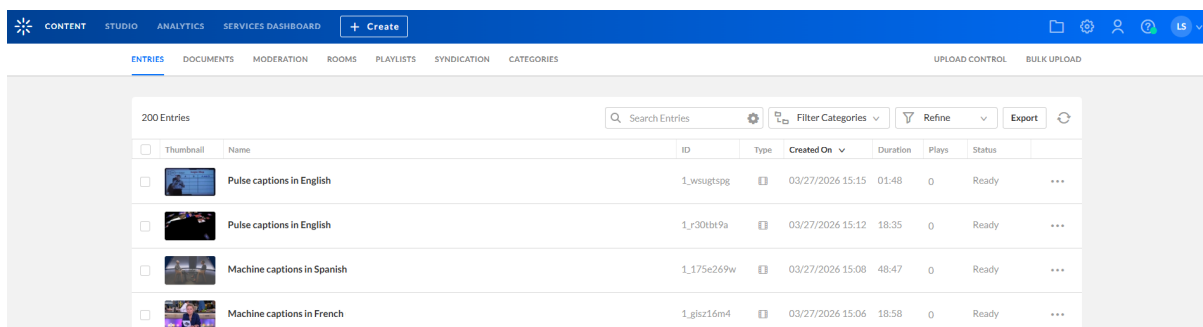 CONTENT STUDIO ANALYTICS SERVICES DASHBOARD + Create LS
ENTRIES DOCUMENTS MODERATION ROOMS PLAYLISTS SYNDICATION CATEGORIES UPLOAD CONTROL BULK UPLOAD
200 Entries Search Entries Filter Categories Refine Export
Thumbnail Name ID Type Created On Duration Plays Status
Pulse captions in English 1_wsugtspg 03/27/2026 15:15 01:48 0 Ready
Pulse captions in English 1_r30tbt9a 03/27/2026 15:12 18:35 0 Ready
Machine captions in Spanish 1_175e269w 03/27/2026 15:08 48:47 0 Ready
Machine captions in French 1_gisz16m4 03/27/2026 15:06 18:58 0 Ready